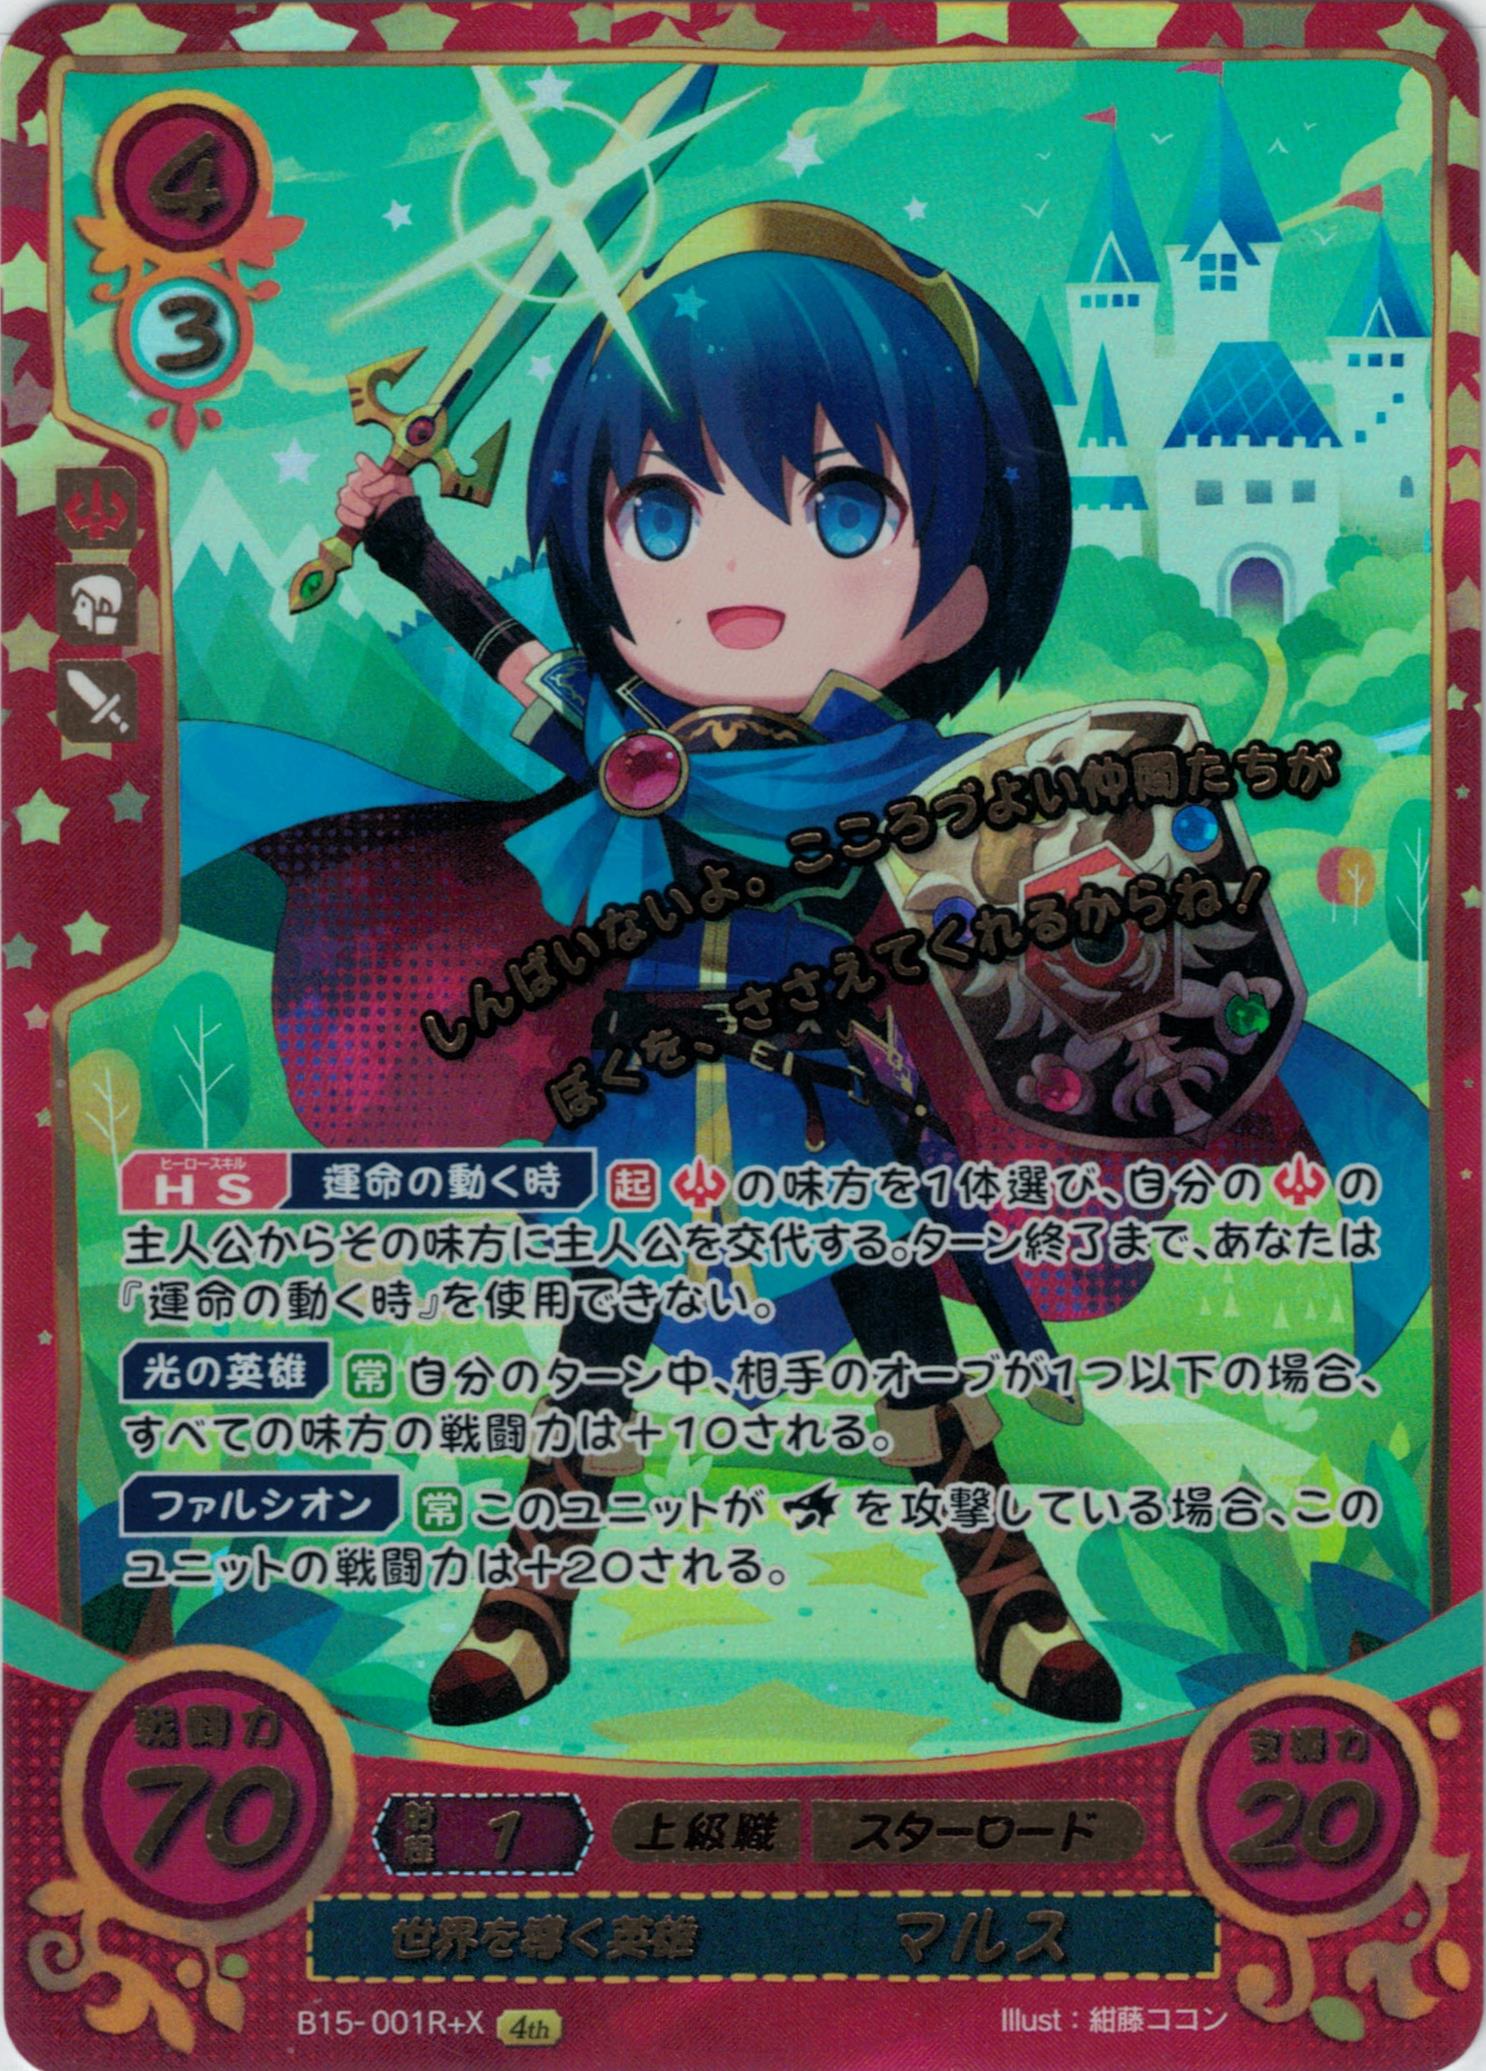 4
3
しんぱいないよ。こころづよい仲間たちが
ぼくを、ささえてくれるからね!
ヒーロースキル
HS 運命の動く時 起 の味方を1体選び、自分の の
主人公からその味方に主人公を交代する。ターン終了まで、あなたは
『運命の動く時』を使用できない。
光の英雄 常 自分のターン中、相手のオーブが1つ以下の場合、
すべての味方の戦闘力は+10される。
ファルシオン 常 このユニットが を攻撃している場合、この
ユニットの戦闘力は+20される。
戦闘力
70
射程 1 上級職 スターロード
支援力
20
世界を導く英雄 マルス
B15-001R+X 4th Illust:紺藤ココン